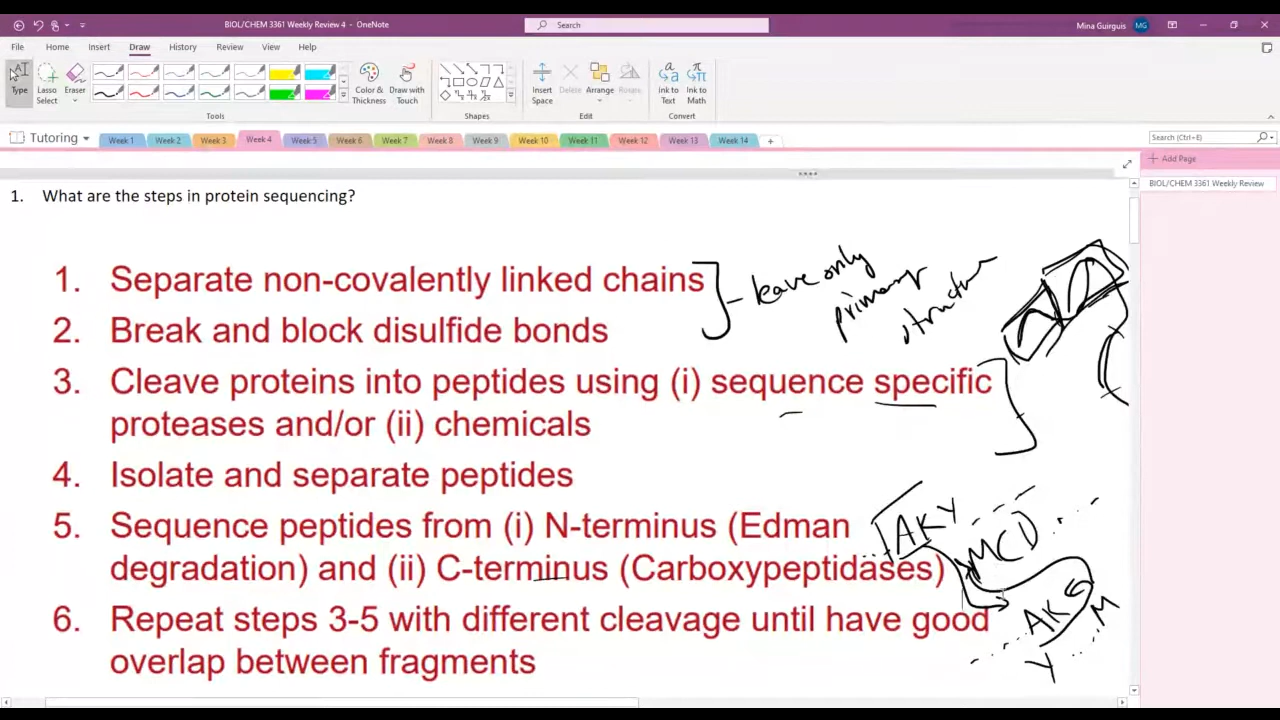 BIOL/CHEM 3361 Weekly Review 4 - OneNote
Search
Mina Guirguis
MG
File Home Insert Draw History Review View Help
Type
Lasso Select
Eraser
Color & Thickness
Draw with Touch
Insert Space
Delete
Arrange
Rotate
Ink to Text
Ink to Math
Tools
Shapes
Edit
Convert
Tutoring
Week 1 Week 2 Week 3 Week 4 Week 5 Week 6 Week 7 Week 8 Week 9 Week 10 Week 11 Week 12 Week 13 Week 14
Search (Ctrl+E)
Add Page
BIOL/CHEM 3361 Weekly Review
1. What are the steps in protein sequencing?
1. Separate non-covalently linked chains
2. Break and block disulfide bonds
leave only
primary
structure
3. Cleave proteins into peptides using (i) sequence specific
proteases and/or (ii) chemicals
4. Isolate and separate peptides
5. Sequence peptides from (i) N-terminus (Edman
degradation) and (ii) C-terminus (Carboxypeptidases)
6. Repeat steps 3-5 with different cleavage until have good
overlap between fragments
AKY
MCD
AKG
M
Y